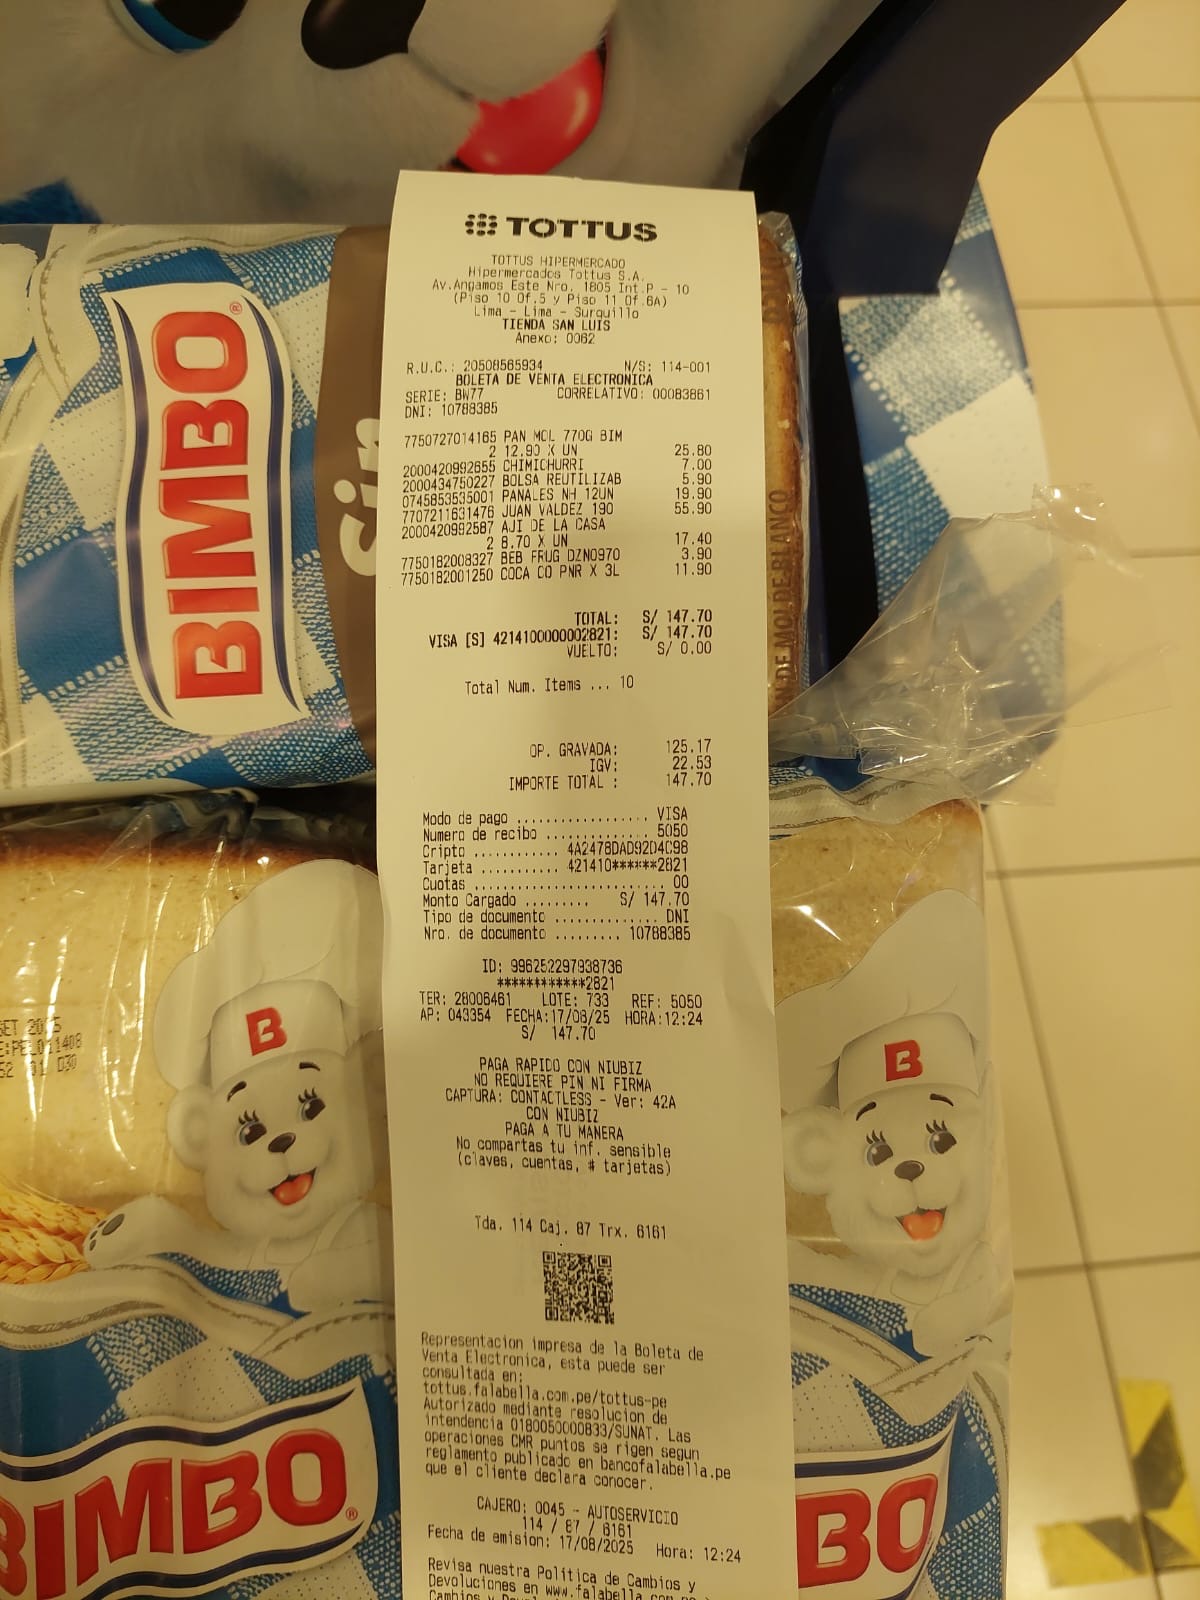 TOTTUS
TOTTUS HIPERMERCADO
Hipermercados Tottus S.A.
Av.Angamos Este Nro. 1805 Int.P - 10
(Piso 10 Of.5 y Piso 11 Of.6A)
Lima - Lima - Surquillo
TIENDA SAN LUIS
Anexo: 0062
R.U.C.: 20508565934 N/S: 114-001
BOLETA DE VENTA ELECTRONICA
SERIE: BW77 CORRELATIVO: 00083861
DNI: 10788385
7750727014165 PAN MOL 770G BIM
2 12.90 X UN 25.80
2000420992655 CHIMICHURRI 7.00
2000434750227 BOLSA REUTILIZAB 5.90
0745853535001 PANALES NH 12UN 19.90
7707211631476 JUAN VALDEZ 190 55.90
2000420992587 AJI DE LA CASA
2 8.70 X UN 17.40
7750182008327 BEB FRUG DZNO970 3.90
7750182001250 COCA CO PNR X 3L 11.90
TOTAL: S/ 147.70
VISA [S] 4214100000002821: S/ 147.70
VUELTO: S/ 0.00
Total Num. Items ... 10
OP. GRAVADA: 125.17
IGV: 22.53
IMPORTE TOTAL : 147.70
Modo de pago .................. VISA
Numero de recibo .............. 5050
Cripto ............ 4A2478DAD92D4C98
Tarjeta ........... 421410******2821
Cuotas .......................... 00
Monto Cargado ......... S/ 147.70
Tipo de documento .............. DNI
Nro. de documento ......... 10788385
ID: 996252297938736
************2821
TER: 28006461 LOTE: 733 REF: 5050
AP: 043354 FECHA:17/08/25 HORA:12:24
S/ 147.70
PAGA RAPIDO CON NIUBIZ
NO REQUIERE PIN NI FIRMA
CAPTURA: CONTACTLESS - Ver: 42A
CON NIUBIZ
PAGA A TU MANERA
No compartas tu inf. sensible
(claves, cuentas, # tarjetas)
Tda. 114 Caj. 87 Trx. 6161
Representacion impresa de la Boleta de
Venta Electronica, esta puede ser
consultada en:
tottus.falabella.com.pe/tottus-pe
Autorizado mediante resolucion de
intendencia 0180050000833/SUNAT. Las
operaciones CMR puntos se rigen segun
reglamento publicado en bancofalabella.pe
que el cliente declara conocer.
CAJERO: 0045 - AUTOSERVICIO
114 / 87 / 6161
Fecha de emision: 17/08/2025 Hora: 12:24
Revisa nuestra Politica de Cambios y
Devoluciones en www.falabella.com.pe
Cambios y
BIMBO®
Sin
DE MOLDE BLANCO
B
B
BIMBO®
BO